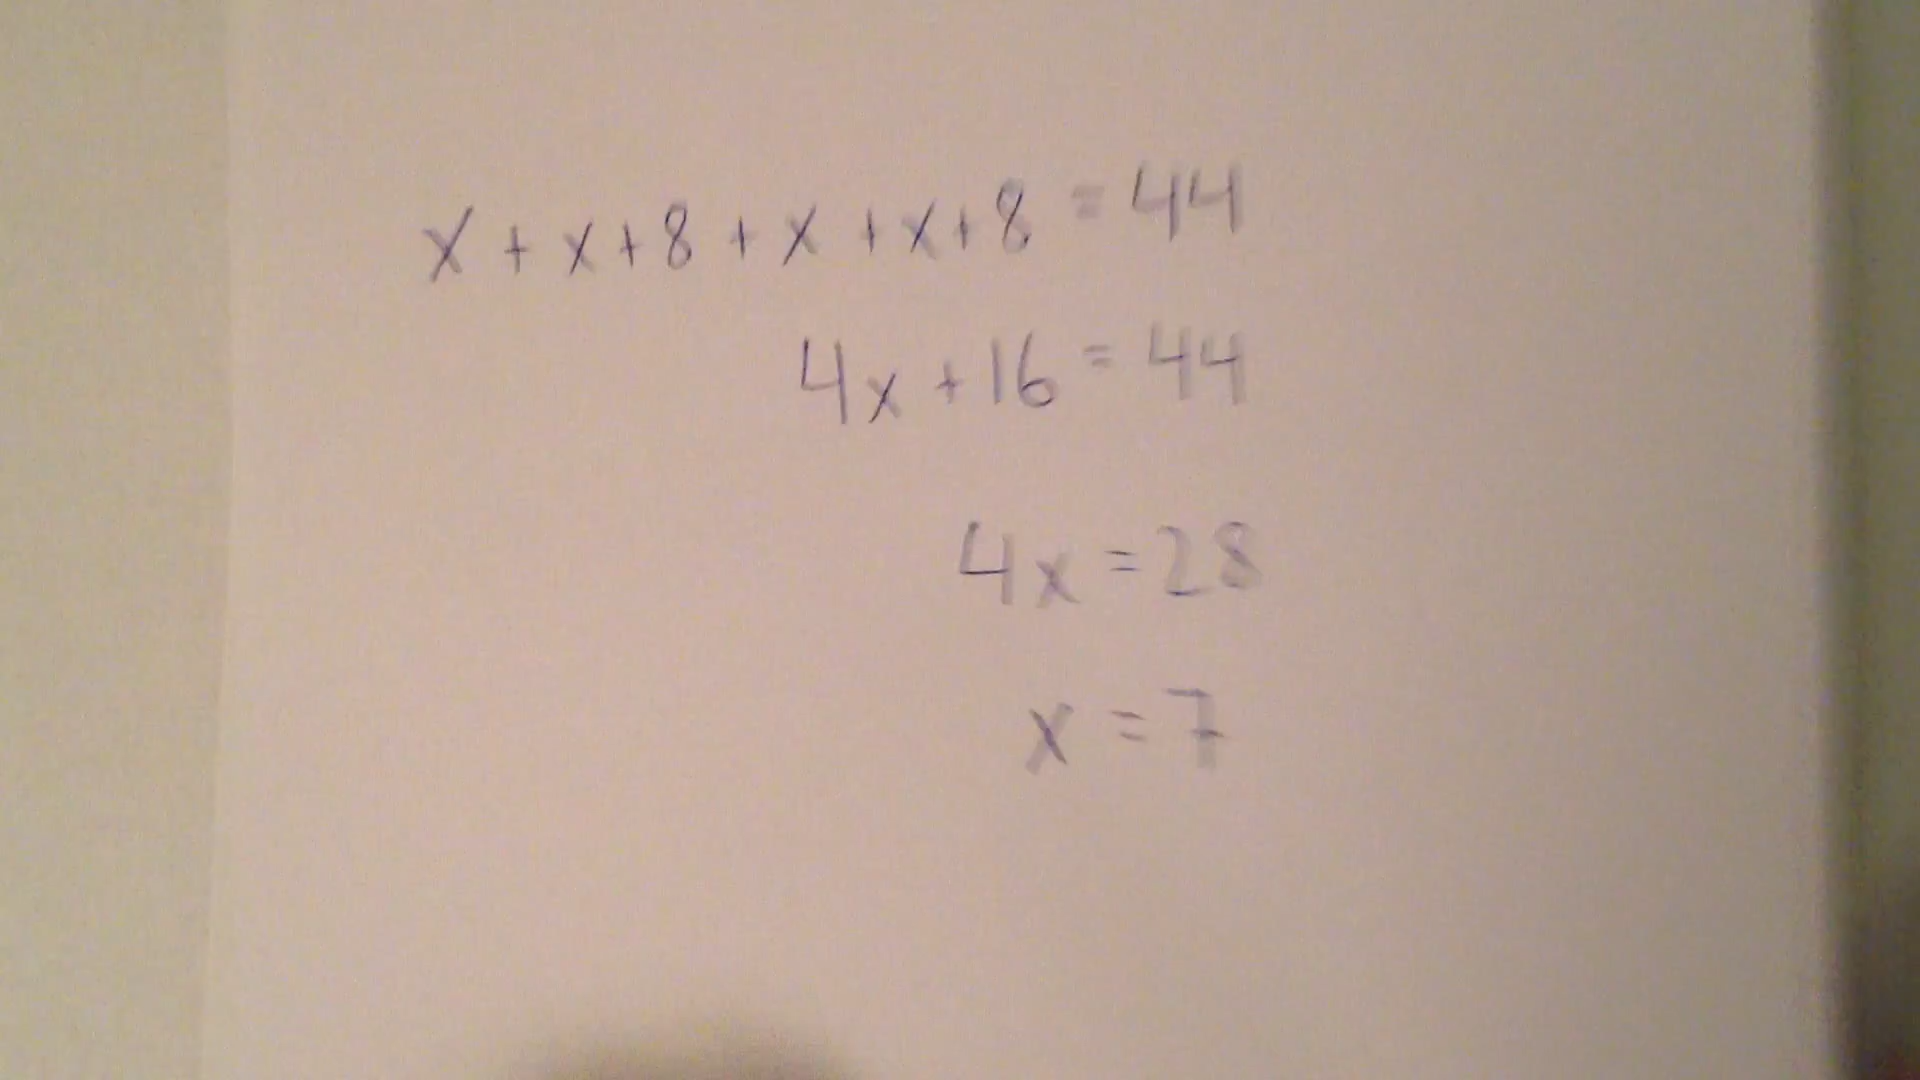 x + x + 8 + x + x + 8 = 44
4x + 16 = 44
4x = 28
x = 7